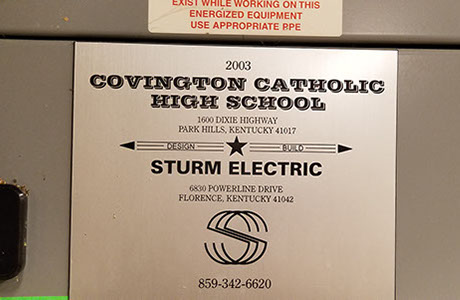 EXIST WHILE WORKING ON THIS
ENERGIZED EQUIPMENT
USE APPROPRIATE PPE
2003
COVINGTON CATHOLIC
HIGH SCHOOL
1600 DIXIE HIGHWAY
PARK HILLS, KENTUCKY 41017
DESIGN BUILD
STURM ELECTRIC
6830 POWERLINE DRIVE
FLORENCE, KENTUCKY 41042
S
859-342-6620